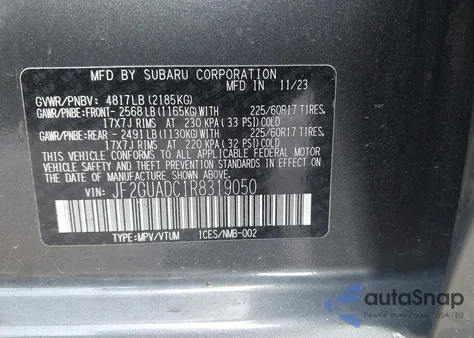 MFD BY SUBARU CORPORATION
MFD IN 11/23
GVWR/PNBV: 4817LB (2185KG)
GAWR/PNBE:FRONT- 2568LB (1165KG) WITH 225/60R17 TIRES,
17X7J RIMS AT 230 KPA (33 PSI) COLD
GAWR/PNBE:REAR - 2491LB (1130KG) WITH 225/60R17 TIRES,
17X7J RIMS AT 220 KPA (32 PSI) COLD
THIS VEHICLE CONFORMS TO ALL APPLICABLE FEDERAL MOTOR
VEHICLE SAFETY AND BUMPER STANDARDS IN EFFECT ON THE
DATE OF MANUFACTURE SHOWN ABOVE.
VIN: JF2GUADC1R8319050
TYPE:MPV/VTUM 1CES/NMB-002
autoSnap